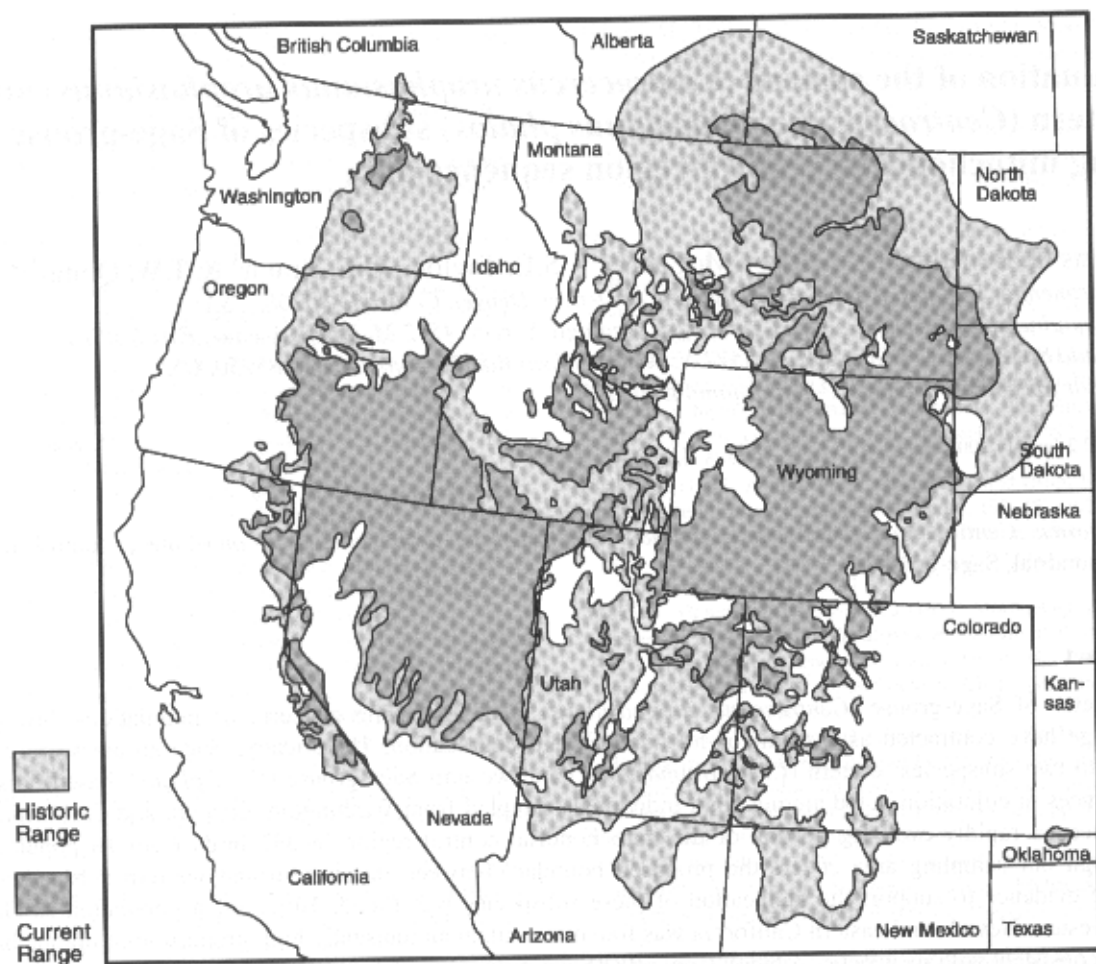 British Columbia
Alberta
Saskatchewan
Washington
Montana
North
Dakota
Oregon
Idaho
Wyoming
South
Dakota
Nebraska
Colorado
Utah
Kan-
sas
Historic
Range
Nevada
Oklahoma
California
Current
Range
Arizona
New Mexico
Texas